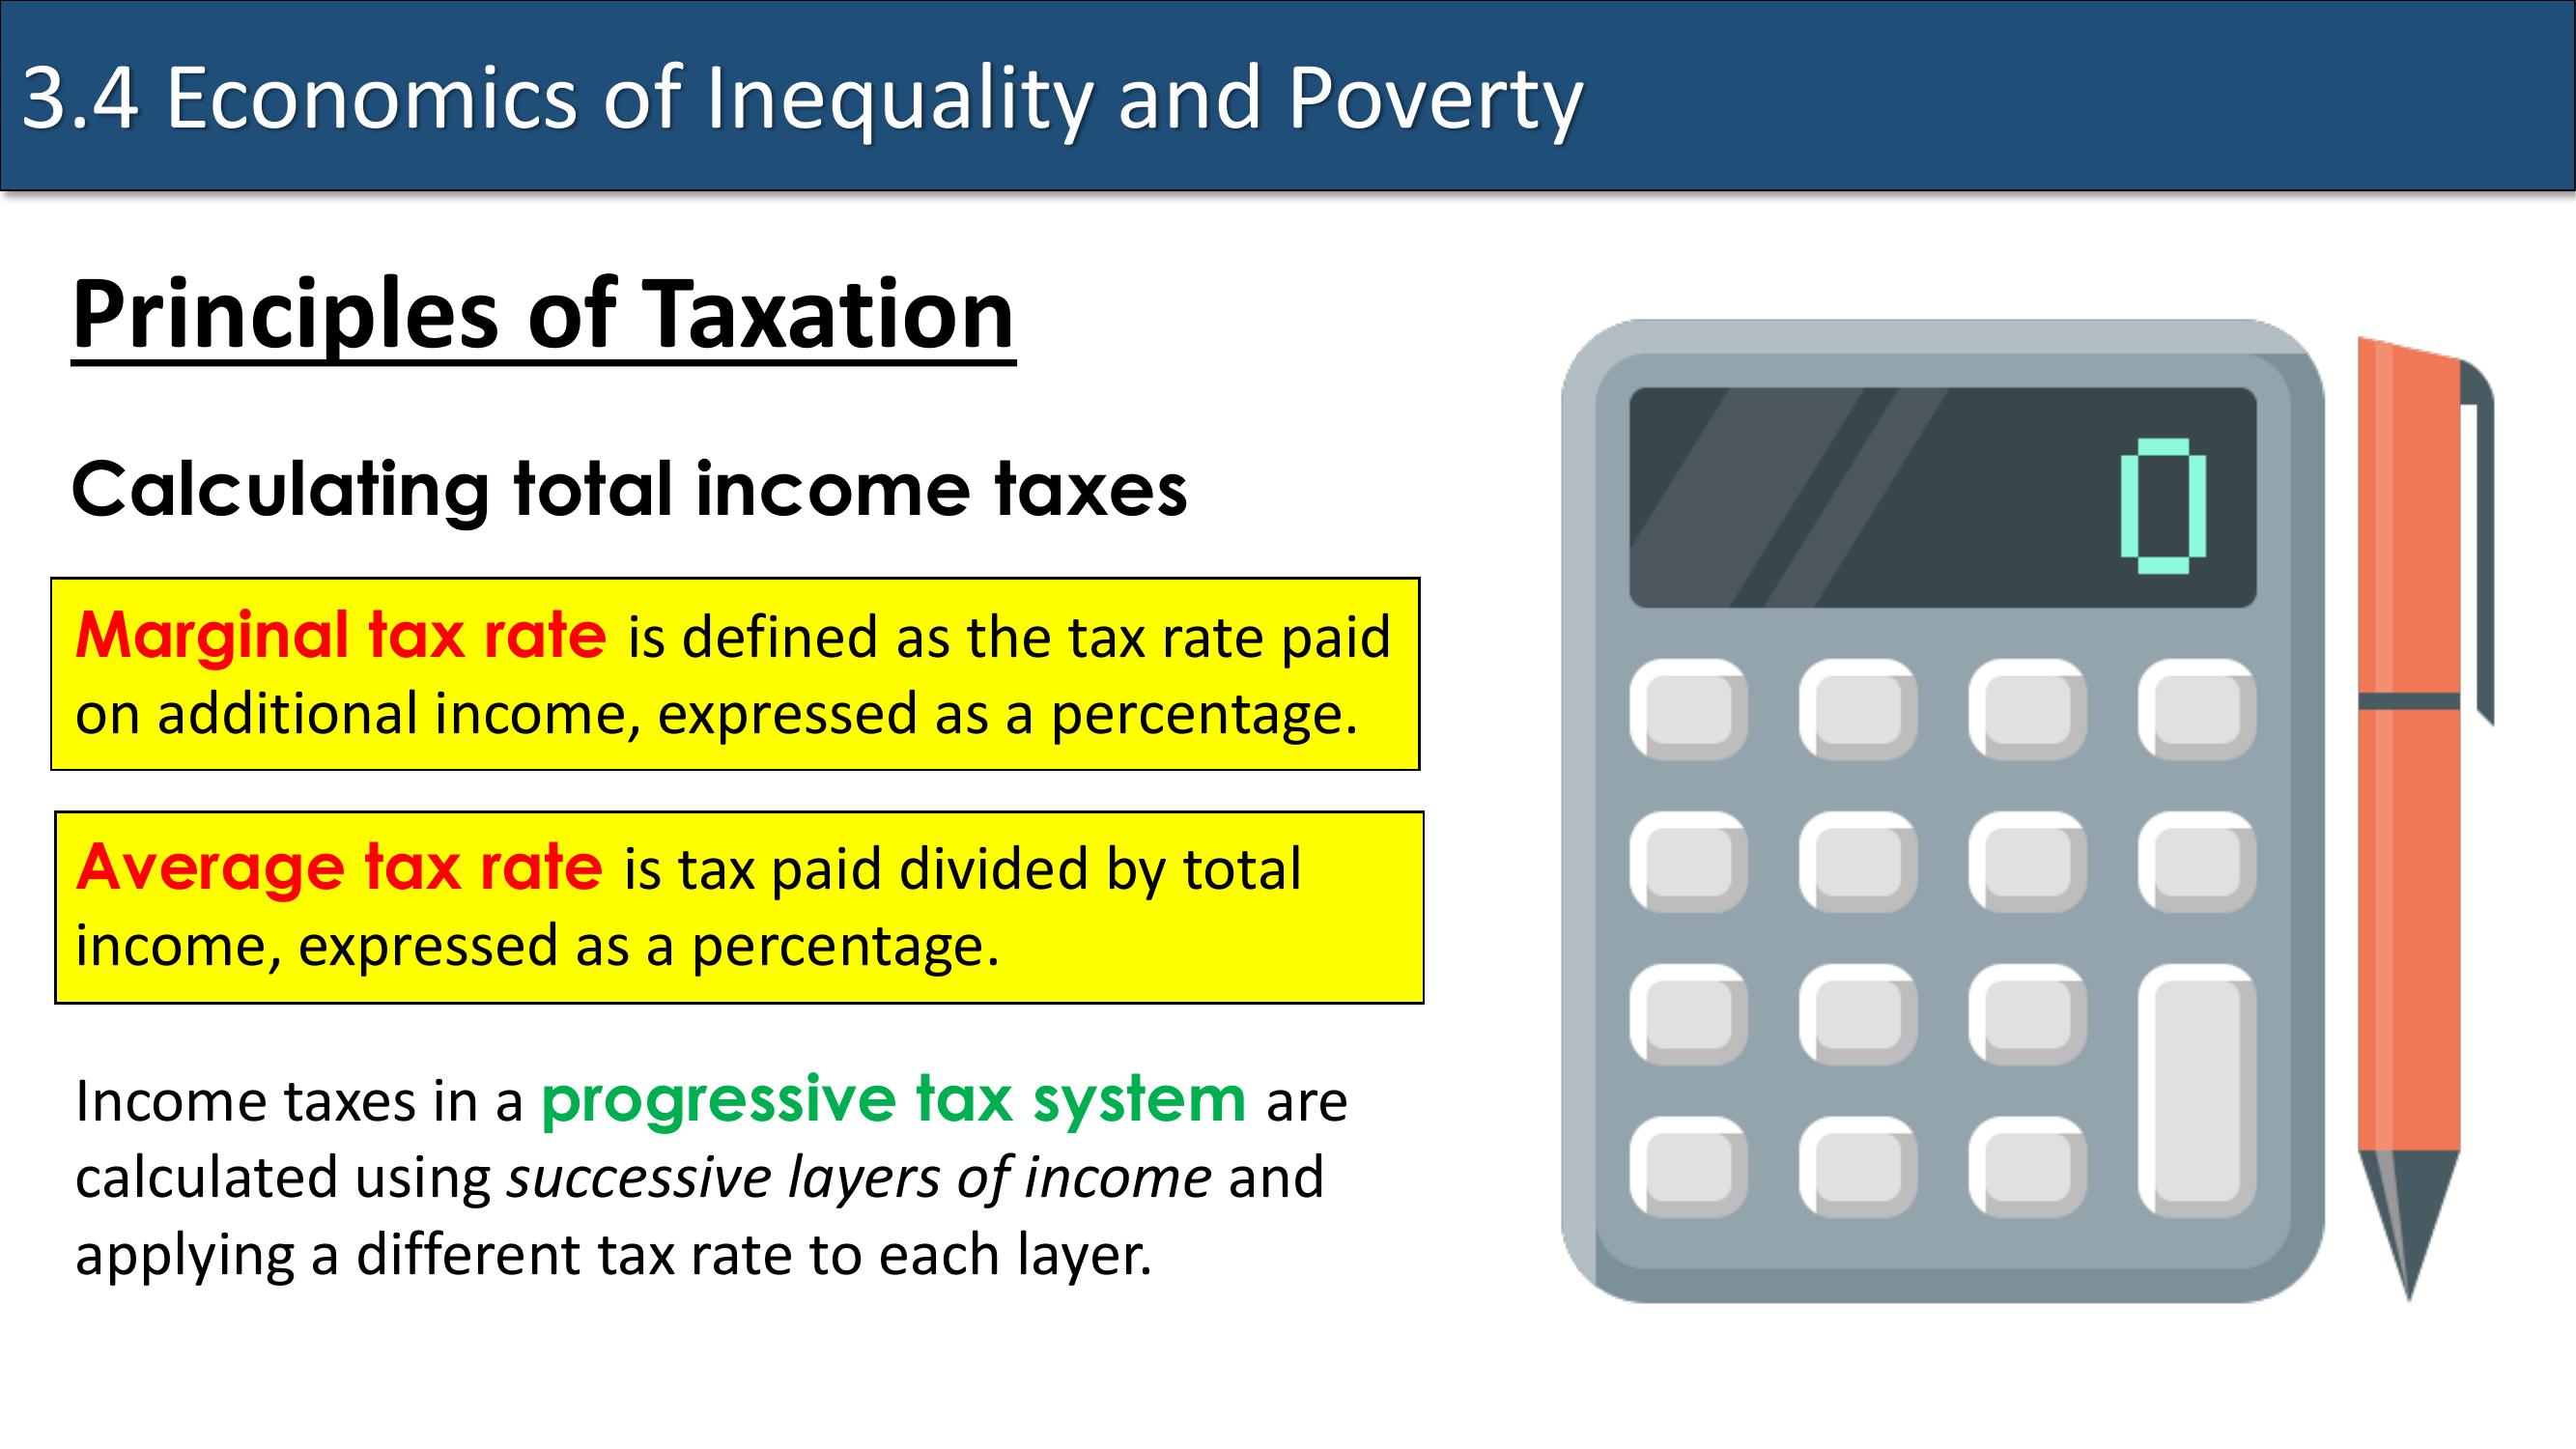 3.4 Economics of Inequality and Poverty
Principles of Taxation
Calculating total income taxes
Marginal tax rate is defined as the tax rate paid
on additional income, expressed as a percentage.
Average tax rate is tax paid divided by total
income, expressed as a percentage.
Income taxes in a progressive tax system are
calculated using successive layers of income and
applying a different tax rate to each layer.
0